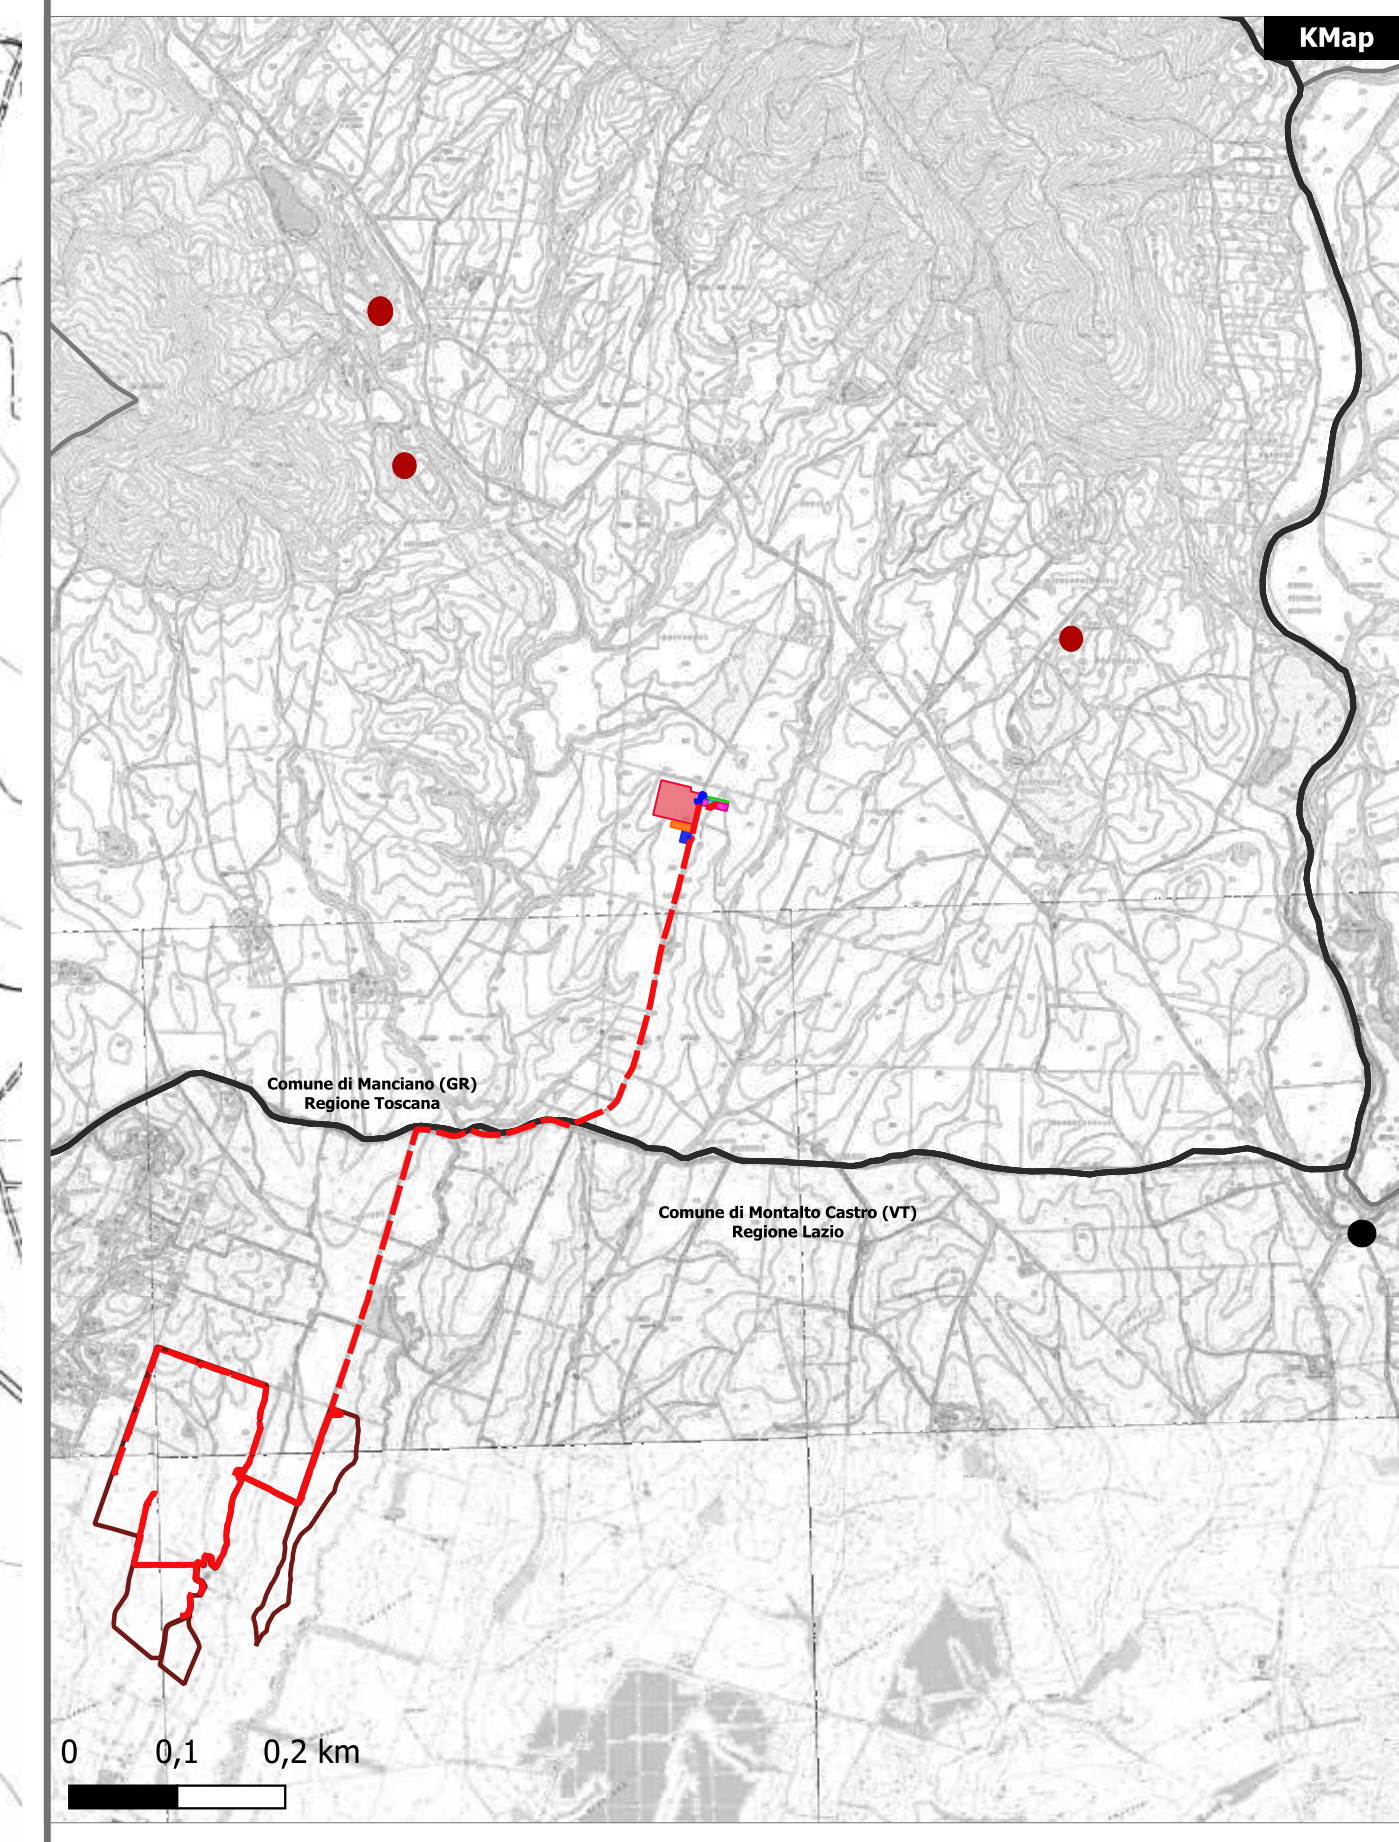 KMap
Comune di Manciano (GR)
Regione Toscana
Comune di Montalto Castro (VT)
Regione Lazio
0 0,1 0,2 km